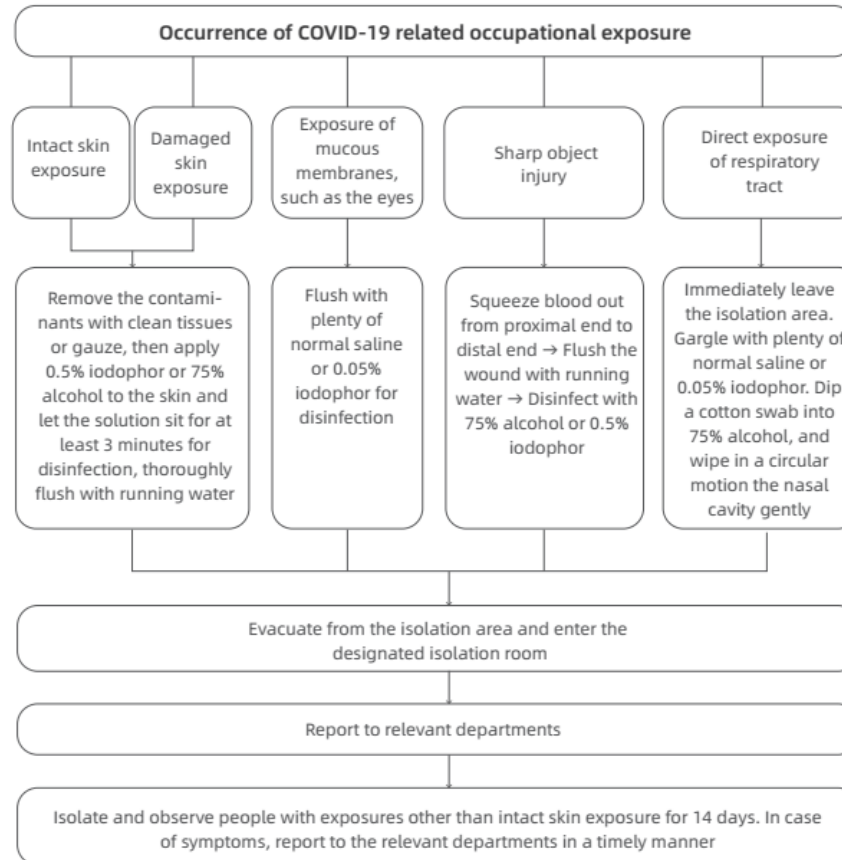 Occurrence of COVID-19 related occupational exposure
Intact skin
exposure
Damaged
skin
exposure
Exposure of
mucous
membranes,
such as the eyes
Sharp object
injury
Direct exposure
of respiratory
tract
Remove the contami-
nants with clean tissues
or gauze, then apply
0.5% iodophor or 75%
alcohol to the skin and
let the solution sit for at
least 3 minutes for
disinfection, thoroughly
flush with running water
Flush with
plenty of
normal saline
or 0.05%
iodophor for
disinfection
Squeeze blood out
from proximal end to
distal end → Flush the
wound with running
water → Disinfect with
75% alcohol or 0.5%
iodophor
Immediately leave
the isolation area.
Gargle with plenty of
normal saline or
0.05% iodophor. Dip
a cotton swab into
75% alcohol, and
wipe in a circular
motion the nasal
cavity gently
Evacuate from the isolation area and enter the
designated isolation room
Report to relevant departments
Isolate and observe people with exposures other than intact skin exposure for 14 days. In case
of symptoms, report to the relevant departments in a timely manner